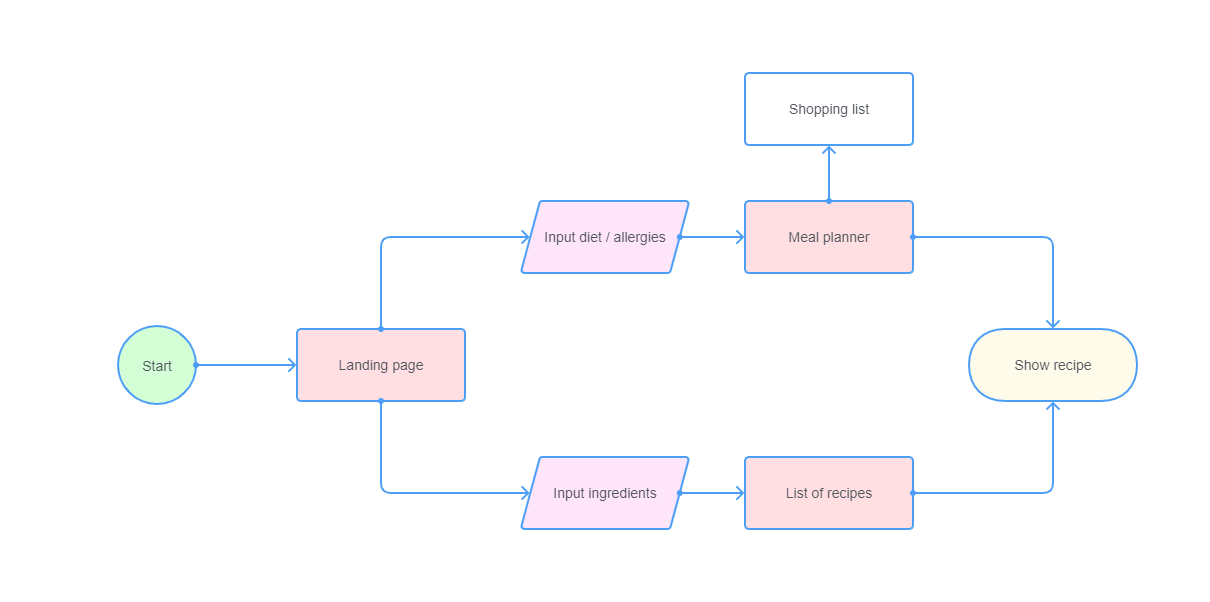 Shopping list
Input diet / allergies
Meal planner
Start
Landing page
Show recipe
Input ingredients
List of recipes